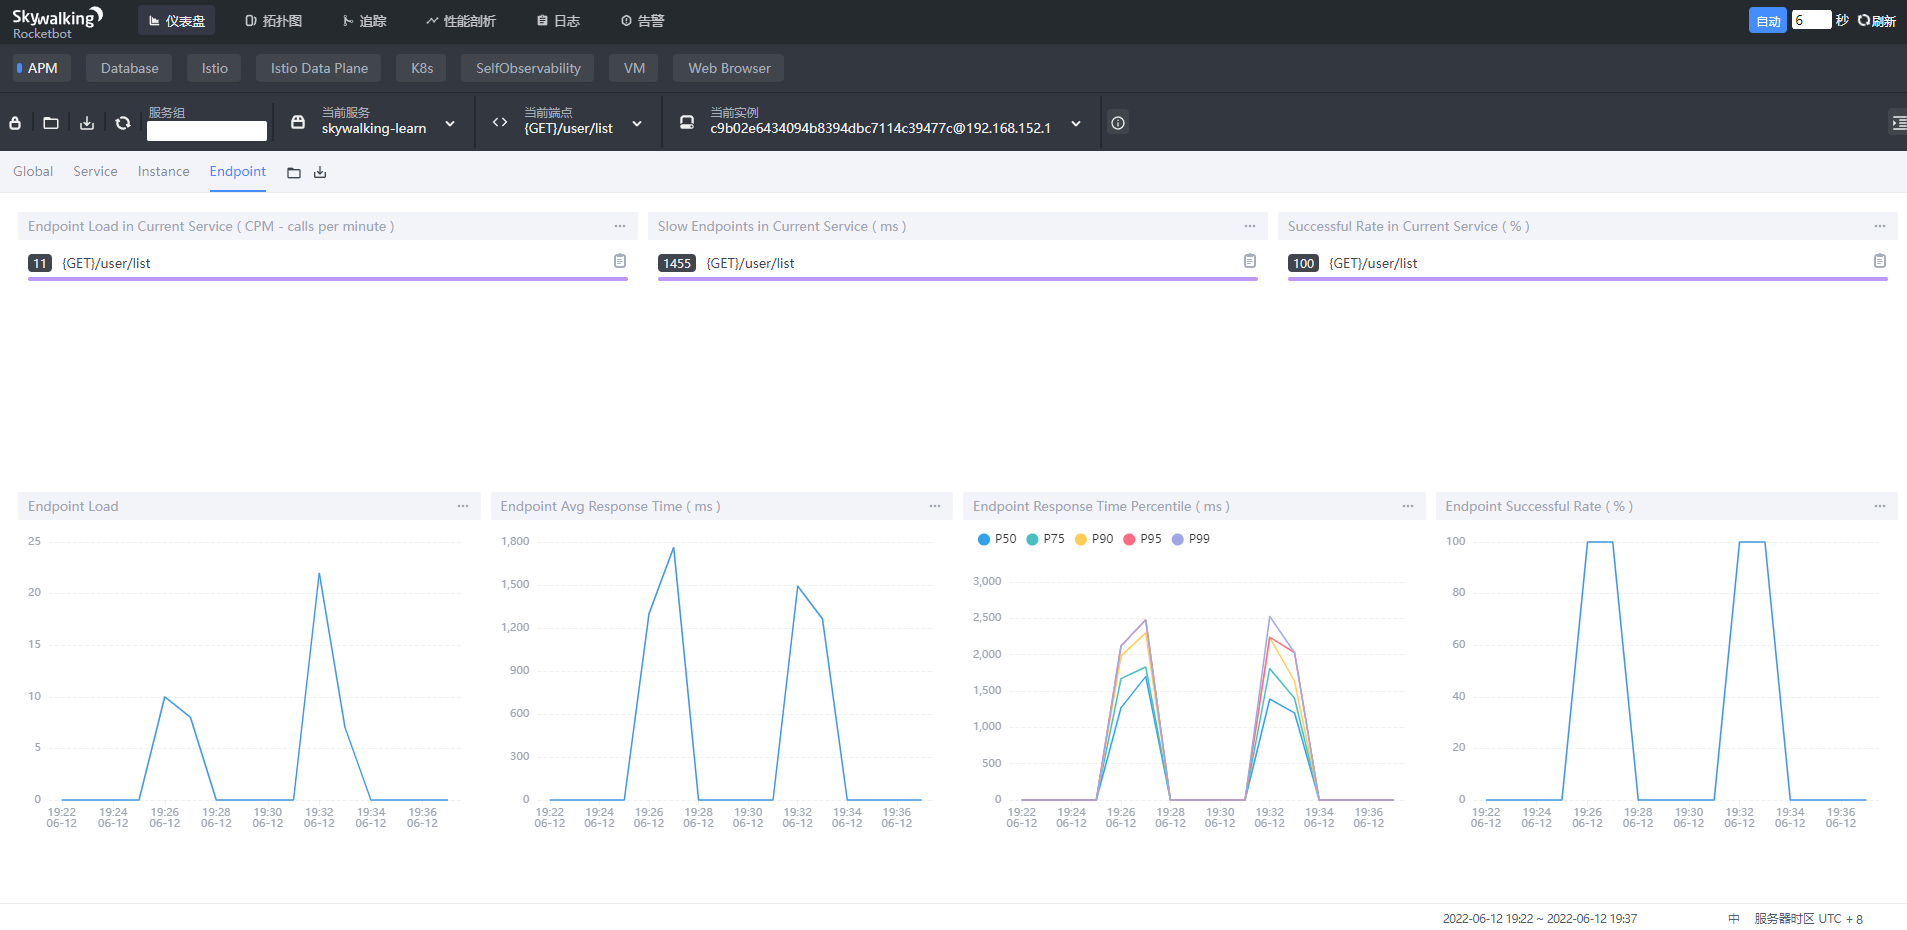 Skywalking
Rocketbot
仪表盘 拓扑图 追踪 性能剖析 日志 告警
自动 6 秒 刷新
APM Database Istio Istio Data Plane K8s SelfObservability VM Web Browser
服务组
当前服务
skywalking-learn
当前端点
{GET}/user/list
当前实例
c9b02e6434094b8394dbc7114c39477c@192.168.152.1
Global Service Instance Endpoint
Endpoint Load in Current Service ( CPM - calls per minute )
11 {GET}/user/list
Slow Endpoints in Current Service ( ms )
1455 {GET}/user/list
Successful Rate in Current Service ( % )
100 {GET}/user/list
Endpoint Load
25
20
15
10
5
0
19:22 19:24 19:26 19:28 19:30 19:32 19:34 19:36
06-12 06-12 06-12 06-12 06-12 06-12 06-12 06-12
Endpoint Avg Response Time ( ms )
1,800
1,500
1,200
900
600
300
0
19:22 19:24 19:26 19:28 19:30 19:32 19:34 19:36
06-12 06-12 06-12 06-12 06-12 06-12 06-12 06-12
Endpoint Response Time Percentile ( ms )
P50 P75 P90 P95 P99
3,000
2,500
2,000
1,500
1,000
500
0
19:22 19:24 19:26 19:28 19:30 19:32 19:34 19:36
06-12 06-12 06-12 06-12 06-12 06-12 06-12 06-12
Endpoint Successful Rate ( % )
100
80
60
40
20
0
19:22 19:24 19:26 19:28 19:30 19:32 19:34 19:36
06-12 06-12 06-12 06-12 06-12 06-12 06-12 06-12
2022-06-12 19:22 ~ 2022-06-12 19:37 中 服务器时区 UTC + 8